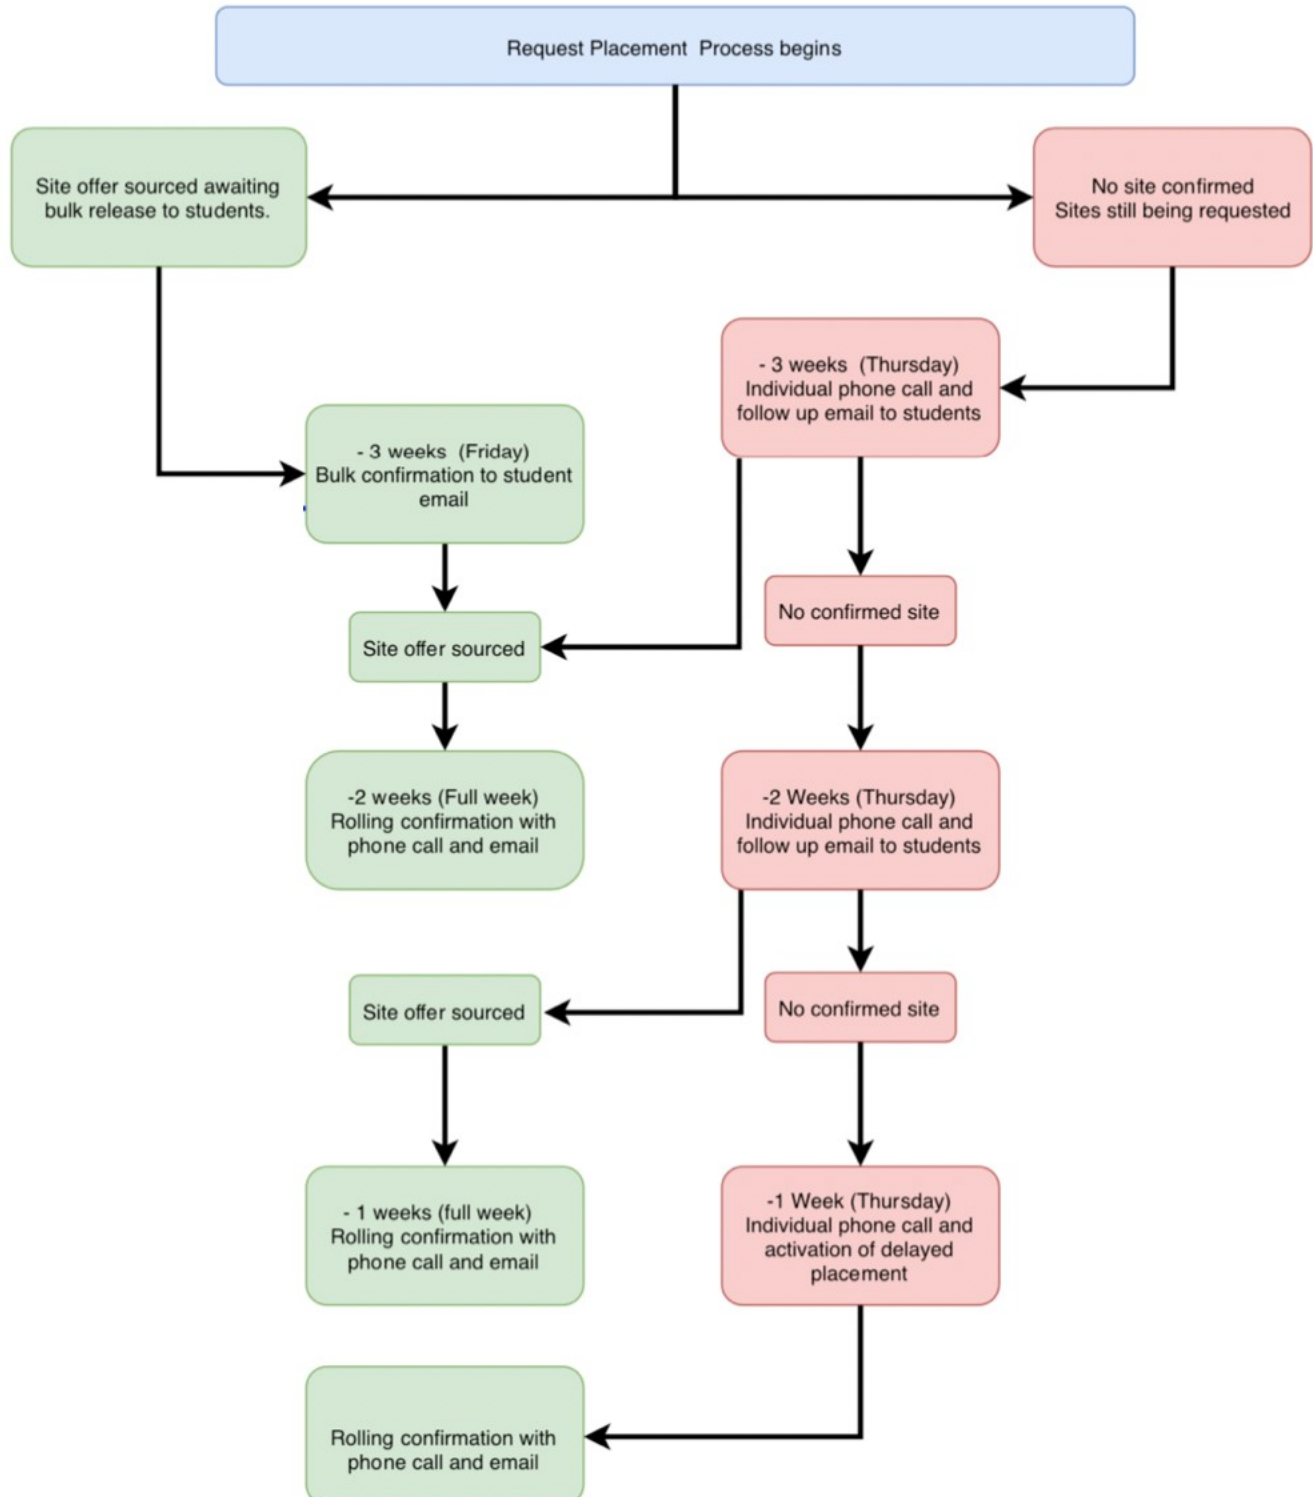 Request Placement  Process begins
Site offer sourced awaiting
bulk release to students.
No site confirmed
Sites still being requested
- 3 weeks  (Thursday)
Individual phone call and
follow up email to students
- 3 weeks  (Friday)
Bulk confirmation to student
email
No confirmed site
Site offer sourced
-2 weeks (Full week)
Rolling confirmation with
phone call and email
-2 Weeks (Thursday)
Individual phone call and
follow up email to students
Site offer sourced
No confirmed site
- 1 weeks (full week)
Rolling confirmation with
phone call and email
-1 Week (Thursday)
Individual phone call and
activation of delayed
placement
Rolling confirmation with
phone call and email